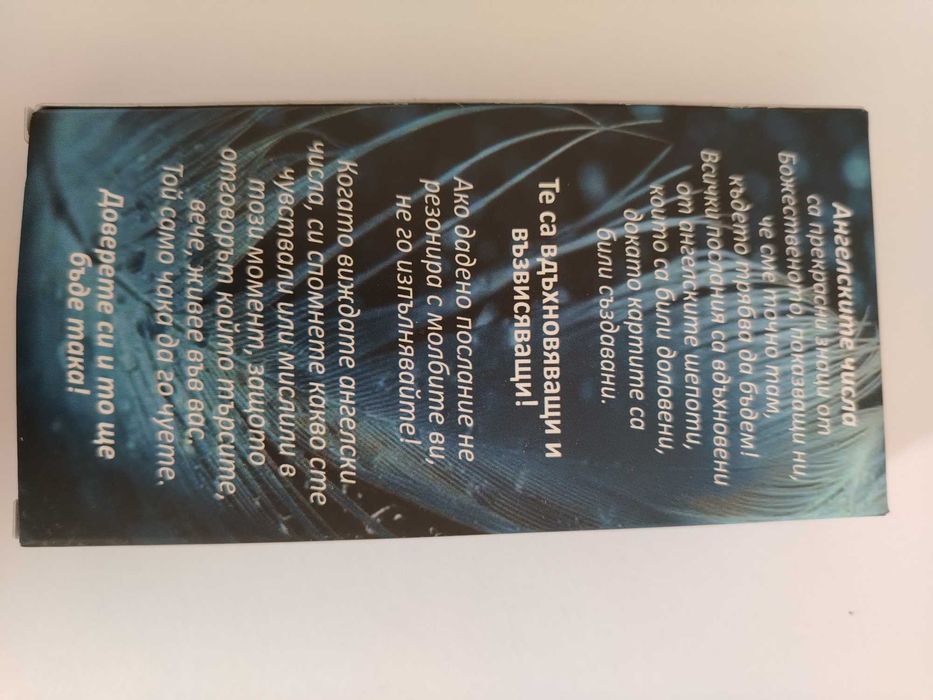 Ангелските числа
са прекрасни знаци от
Божественото, показващи ни,
че сме точно там,
където трябва да бъдем!
Всички послания са вдъхновени
от ангелските шепоти,
които са били доловени,
докато картите са
били създавани.
Те са вдъхновяващи и
възвисяващи!
Ако дадено послание не
резонира с молбите ви,
не го изпълнявайте!
Когато виждате ангелски
числа, си спомнете какво сте
чувствали или мислили в
този момент, защото
отговорът който търсите,
вече, живее във вас.
Той само чака да го чуете.
Доверете си и то ще
бъде така!